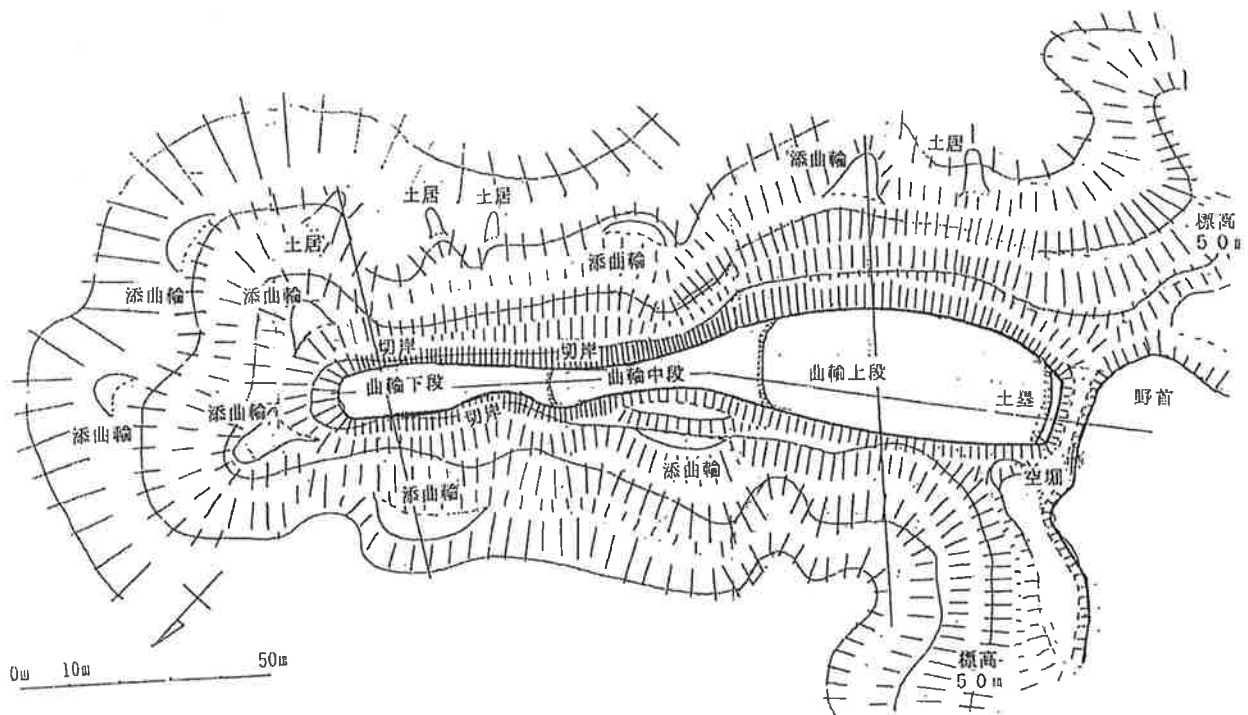 土居
添曲輪
土居
土居
標高
50m
土居
添曲輪
添曲輪
添曲輪
切岸
切岸
曲輪下段
曲輪中段
曲輪上段
土塁
野首
添曲輪
添曲輪
切岸
添曲輪
添曲輪
空堀
標高
50m
0m 10m 50m